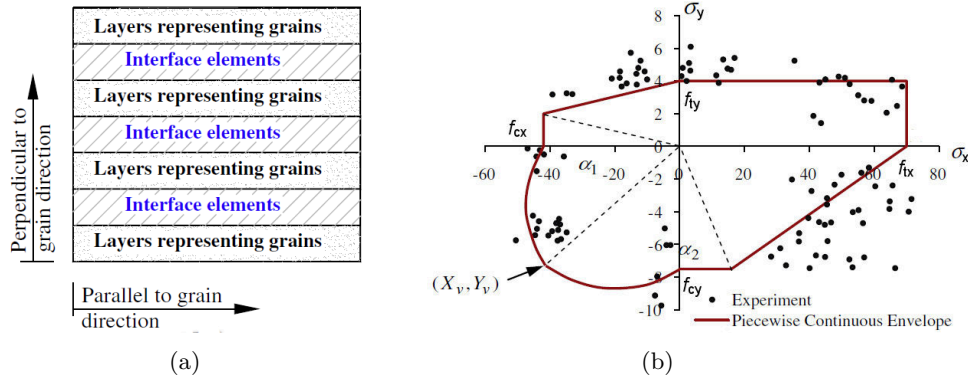 Layers representing grains
Interface elements
Layers representing grains
Interface elements
Layers representing grains
Interface elements
Layers representing grains
Perpendicular to
grain direction
Parallel to grain
direction
(a)
σy
8
6
4
2
0
-2
-4
-6
-8
-10
-60 -40 -20 0 20 40 60 80
σx
fty
fcx
ftx
fcy
α1
α2
(Xv, Yv)
Experiment
Piecewise Continuous Envelope
(b)